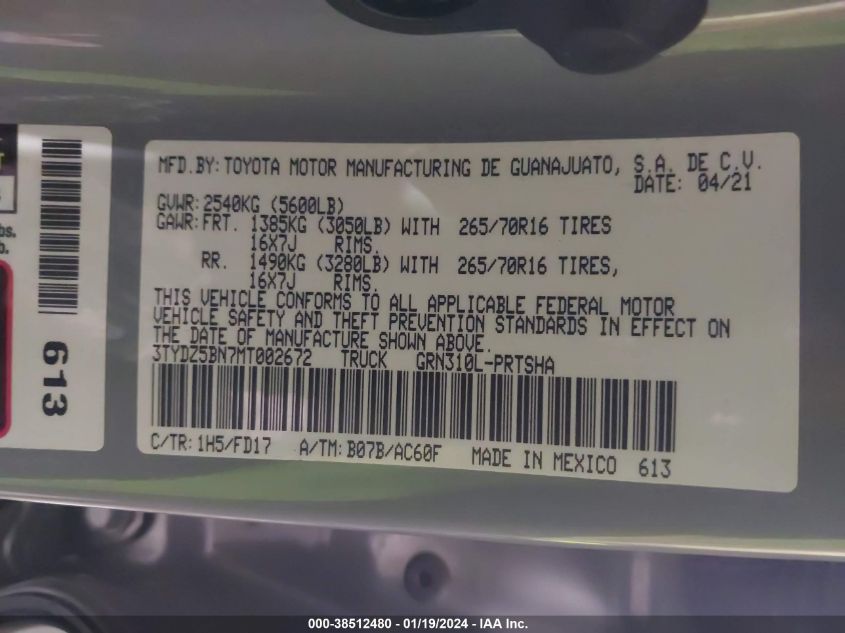 MFD.BY: TOYOTA MOTOR MANUFACTURING DE GUANAJUATO, S.A. DE C.V.
DATE: 04/21
GVWR: 2540KG (5600LB)
GAWR: FRT. 1385KG (3050LB) WITH 265/70R16 TIRES
16X7J RIMS.
RR. 1490KG (3280LB) WITH 265/70R16 TIRES,
16X7J RIMS.
THIS VEHICLE CONFORMS TO ALL APPLICABLE FEDERAL MOTOR
VEHICLE SAFETY AND THEFT PREVENTION STANDARDS IN EFFECT ON
THE DATE OF MANUFACTURE SHOWN ABOVE.
3TYDZ5BN7MT002672 TRUCK GRN310L-PRTSHA
C/TR: 1H5/FD17 A/TM: B07B/AC60F MADE IN MEXICO 613
613
000-38512480 - 01/19/2024 - IAA Inc.